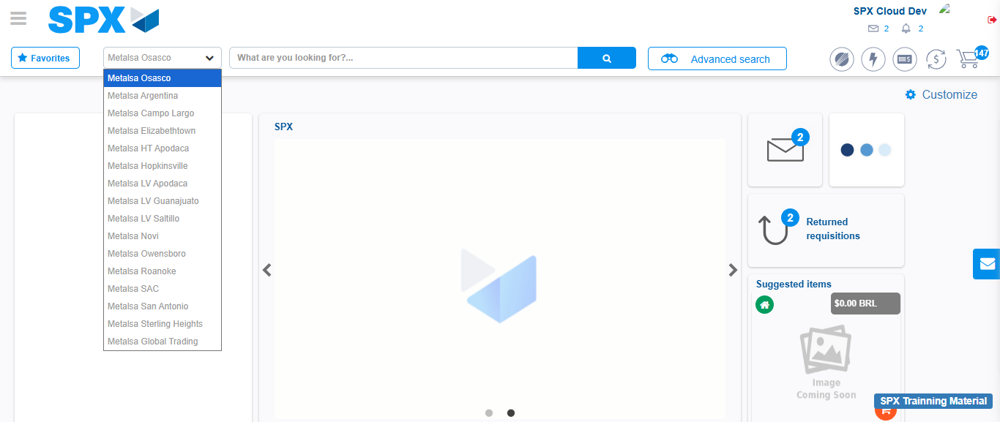 SPX
SPX Cloud Dev
2
2
Favorites
Metalsa Osasco
What are you looking for?...
Advanced search
$
147
Metalsa Osasco
Metalsa Argentina
Metalsa Campo Largo
Metalsa Elizabethtown
Metalsa HT Apodaca
Metalsa Hopkinsville
Metalsa LV Apodaca
Metalsa LV Guanajuato
Metalsa LV Saltillo
Metalsa Novi
Metalsa Owensboro
Metalsa Roanoke
Metalsa SAC
Metalsa San Antonio
Metalsa Sterling Heights
Metalsa Global Trading
Customize
SPX
2
2
Returned
requisitions
Suggested items
$0.00 BRL
Image
Coming Soon
SPX Trainning Material